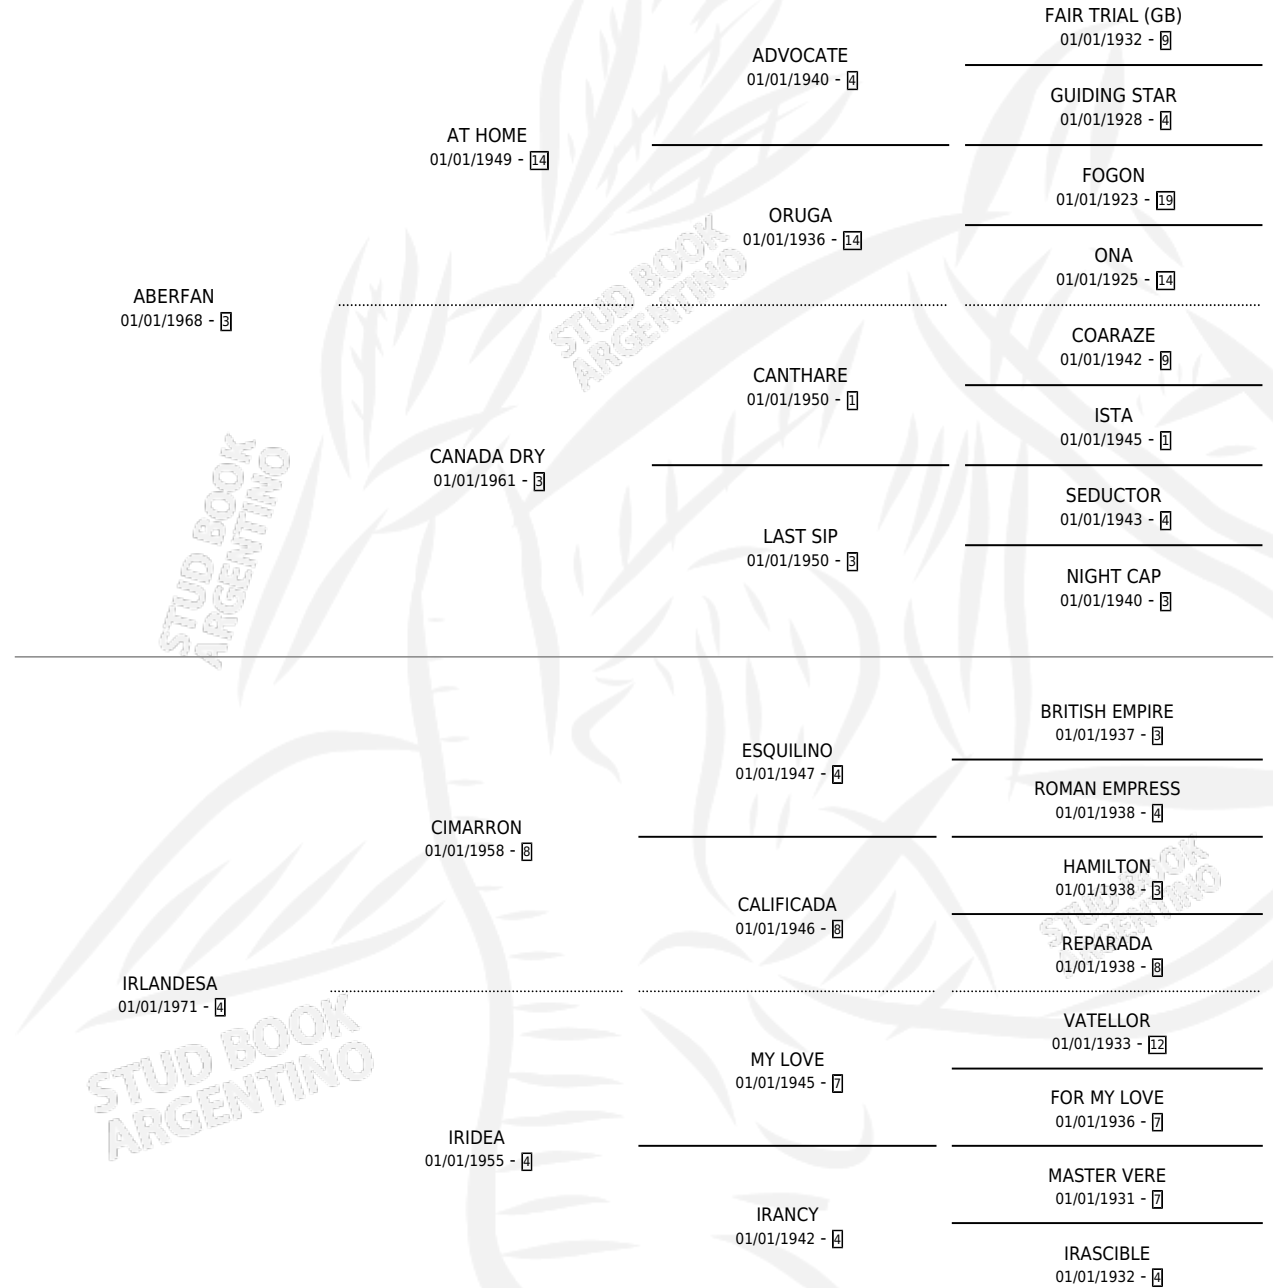 FAIR TRIAL (GB)
01/01/1932 - 9
ADVOCATE
01/01/1940 - 4
GUIDING STAR
01/01/1928 - 4
AT HOME
01/01/1949 - 14
FOGON
01/01/1923 - 19
ORUGA
01/01/1936 - 14
ONA
01/01/1925 - 14
ABERFAN
01/01/1968 - 3
STUD BOOK
ARGENTINO
COARAZE
01/01/1942 - 9
CANTHARE
01/01/1950 - 1
ISTA
01/01/1945 - 1
CANADA DRY
01/01/1961 - 3
SEDUCTOR
01/01/1943 - 4
LAST SIP
01/01/1950 - 3
NIGHT CAP
01/01/1940 - 3
STUD BOOK
ARGENTINO
BRITISH EMPIRE
01/01/1937 - 3
ESQUILINO
01/01/1947 - 4
ROMAN EMPRESS
01/01/1938 - 4
CIMARRON
01/01/1958 - 8
HAMILTON
01/01/1938 - 3
CALIFICADA
01/01/1946 - 8
REPARADA
01/01/1938 - 8
STUD BOOK
ARGENTINO
IRLANDESA
01/01/1971 - 4
VATELLOR
01/01/1933 - 12
MY LOVE
01/01/1945 - 7
FOR MY LOVE
01/01/1936 - 7
STUD BOOK
ARGENTINO
IRIDEA
01/01/1955 - 4
MASTER VERE
01/01/1931 - 7
IRANCY
01/01/1942 - 4
IRASCIBLE
01/01/1932 - 4